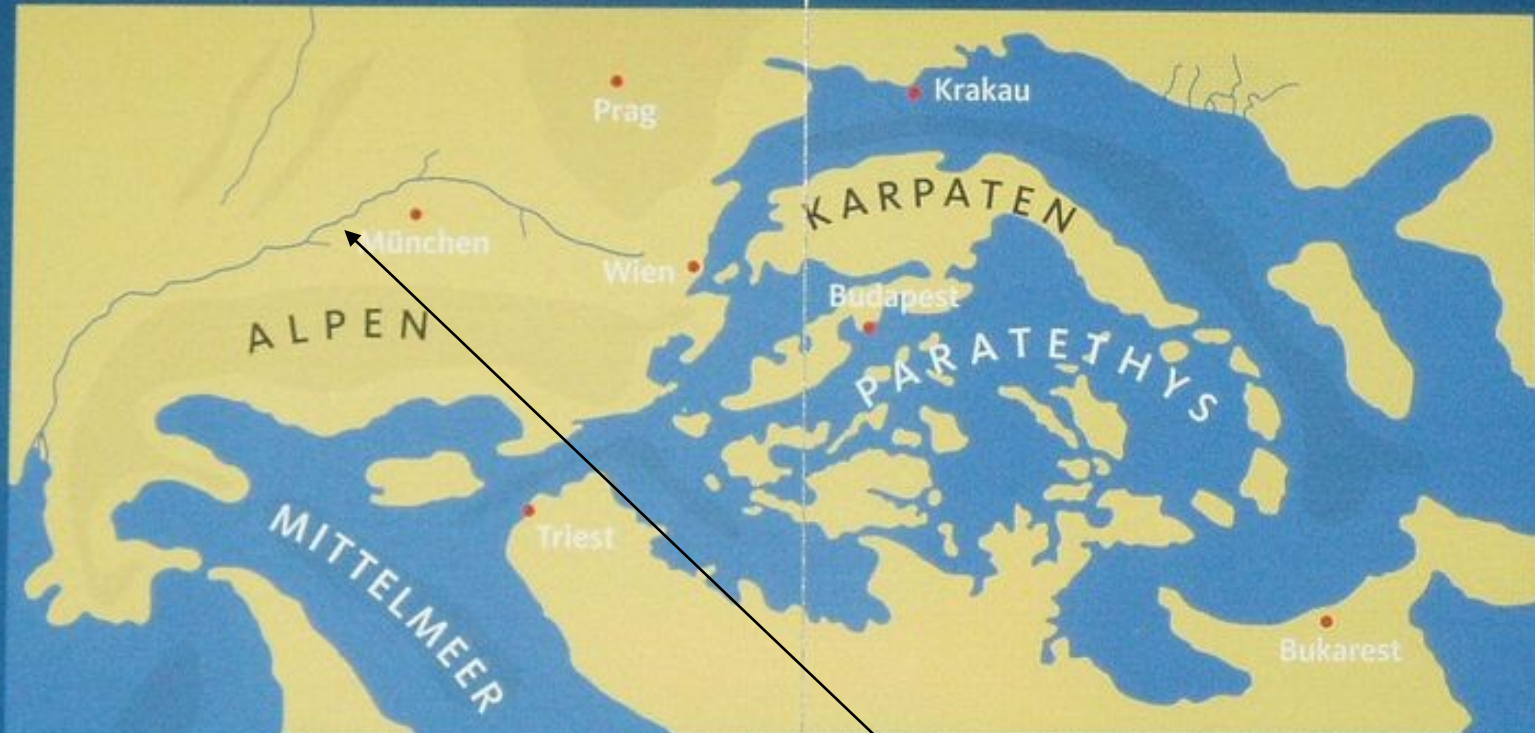 Krakau
Prag
KARPATEN
München
Wien
Budapest
ALPEN
PARATETHYS
MITTELMEER
Triest
Bukarest